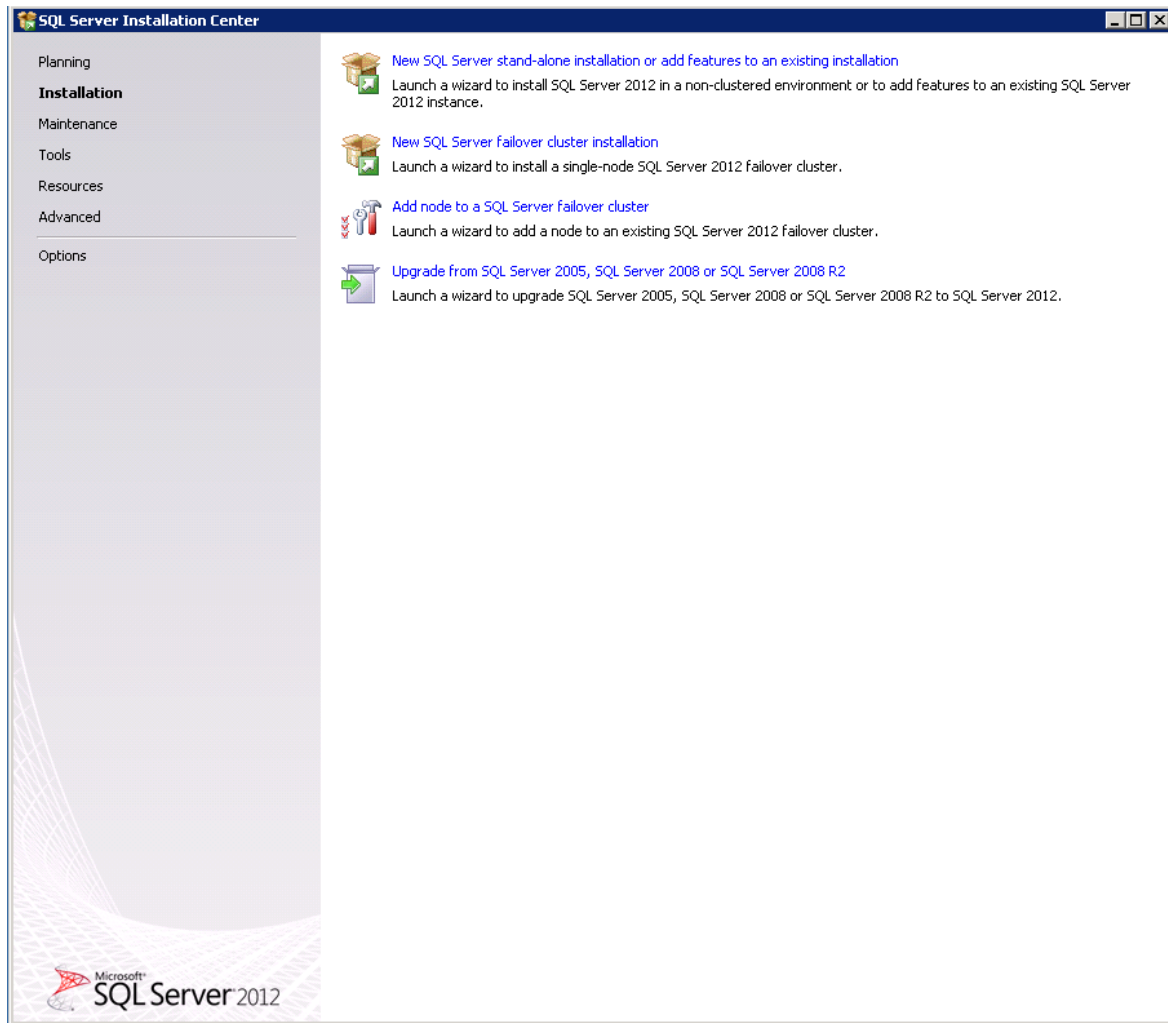 SQL Server Installation Center
Planning
Installation
Maintenance
Tools
Resources
Advanced
Options
New SQL Server stand-alone installation or add features to an existing installation
Launch a wizard to install SQL Server 2012 in a non-clustered environment or to add features to an existing SQL Server
2012 instance.
New SQL Server failover cluster installation
Launch a wizard to install a single-node SQL Server 2012 failover cluster.
Add node to a SQL Server failover cluster
Launch a wizard to add a node to an existing SQL Server 2012 failover cluster.
Upgrade from SQL Server 2005, SQL Server 2008 or SQL Server 2008 R2
Launch a wizard to upgrade SQL Server 2005, SQL Server 2008 or SQL Server 2008 R2 to SQL Server 2012.
Microsoft®
SQL Server 2012